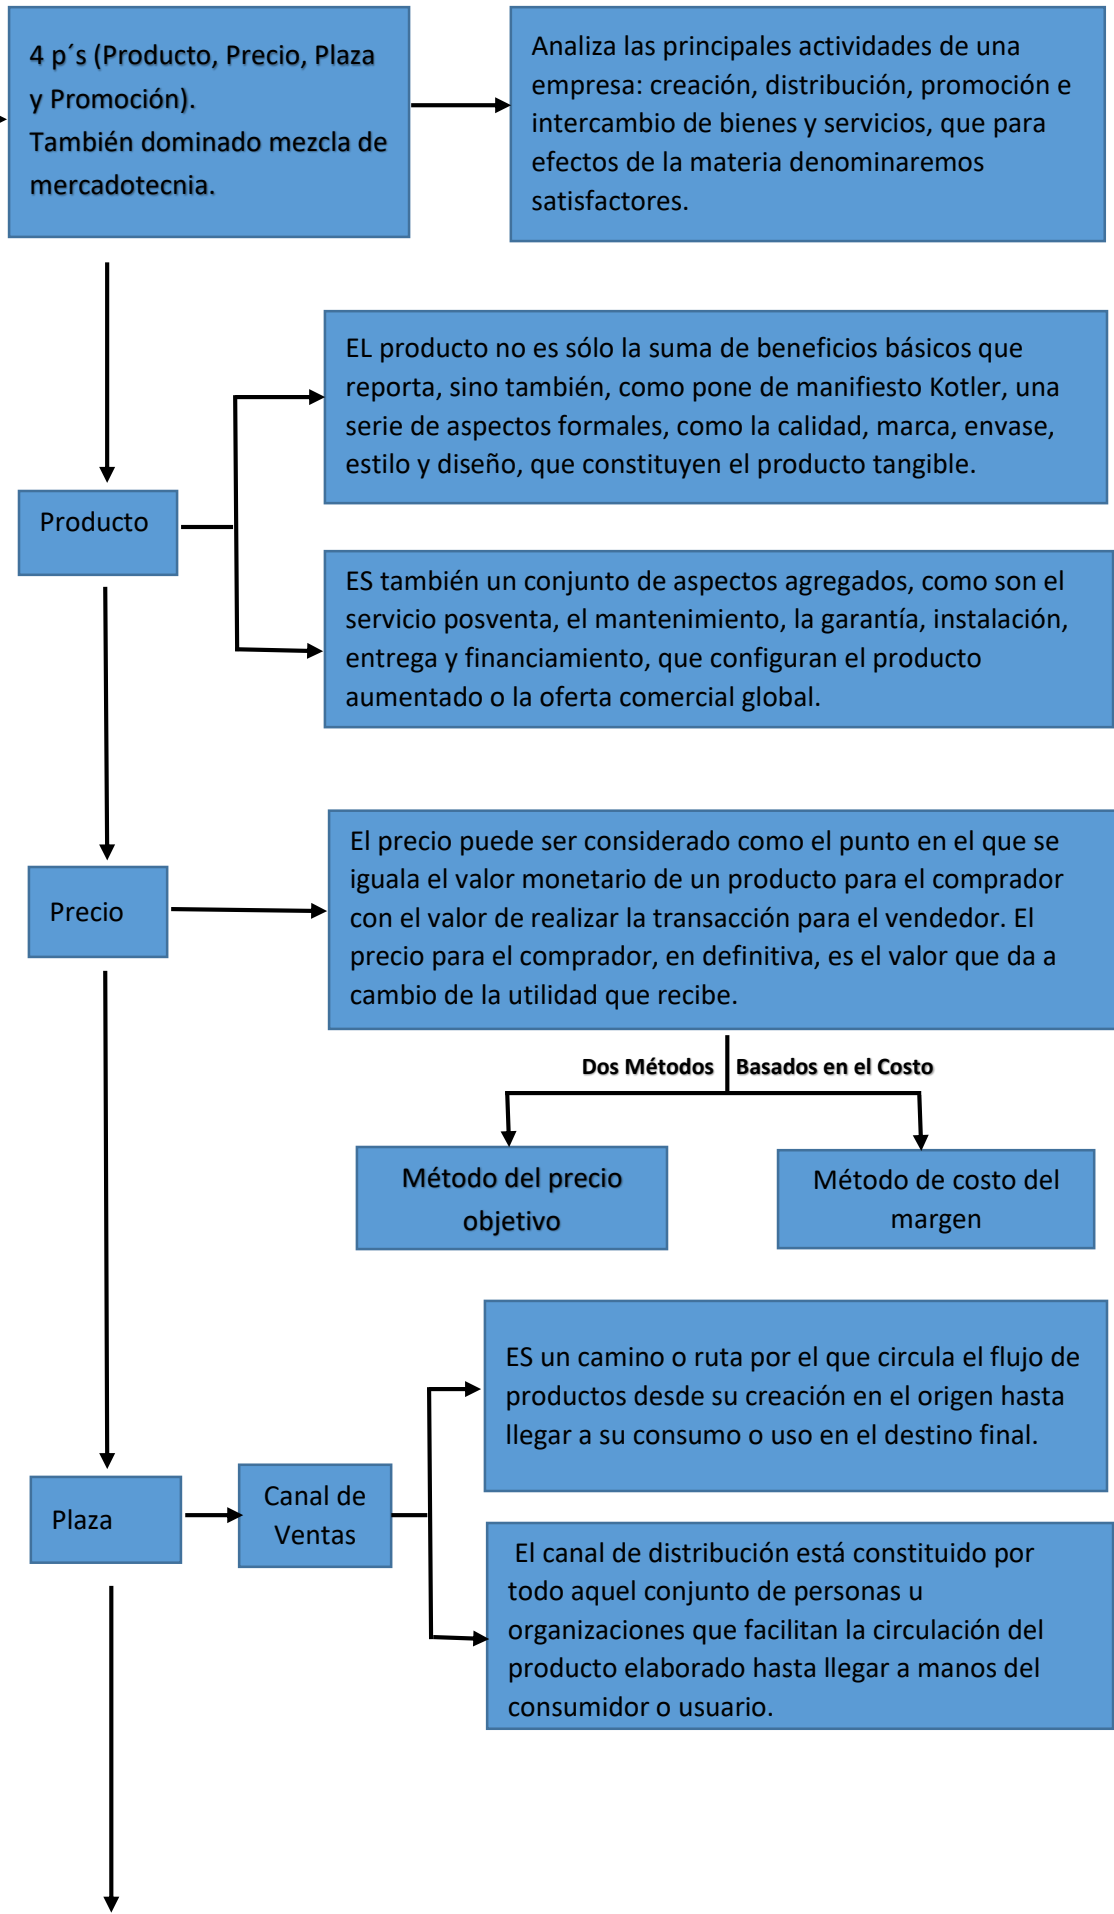 4 p´s (Producto, Precio, Plaza
y Promoción).
También dominado mezcla de
mercadotecnia.
Analiza las principales actividades de una
empresa: creación, distribución, promoción e
intercambio de bienes y servicios, que para
efectos de la materia denominaremos
satisfactores.
EL producto no es sólo la suma de beneficios básicos que
reporta, sino también, como pone de manifiesto Kotler, una
serie de aspectos formales, como la calidad, marca, envase,
estilo y diseño, que constituyen el producto tangible.
Producto
ES también un conjunto de aspectos agregados, como son el
servicio posventa, el mantenimiento, la garantía, instalación,
entrega y financiamiento, que configuran el producto
aumentado o la oferta comercial global.
El precio puede ser considerado como el punto en el que se
iguala el valor monetario de un producto para el comprador
con el valor de realizar la transacción para el vendedor. El
precio para el comprador, en definitiva, es el valor que da a
cambio de la utilidad que recibe.
Precio
Dos Métodos Basados en el Costo
Método del precio
objetivo
Método de costo del
margen
ES un camino o ruta por el que circula el flujo de
productos desde su creación en el origen hasta
llegar a su consumo o uso en el destino final.
Plaza
Canal de
Ventas
El canal de distribución está constituido por
todo aquel conjunto de personas u
organizaciones que facilitan la circulación del
producto elaborado hasta llegar a manos del
consumidor o usuario.